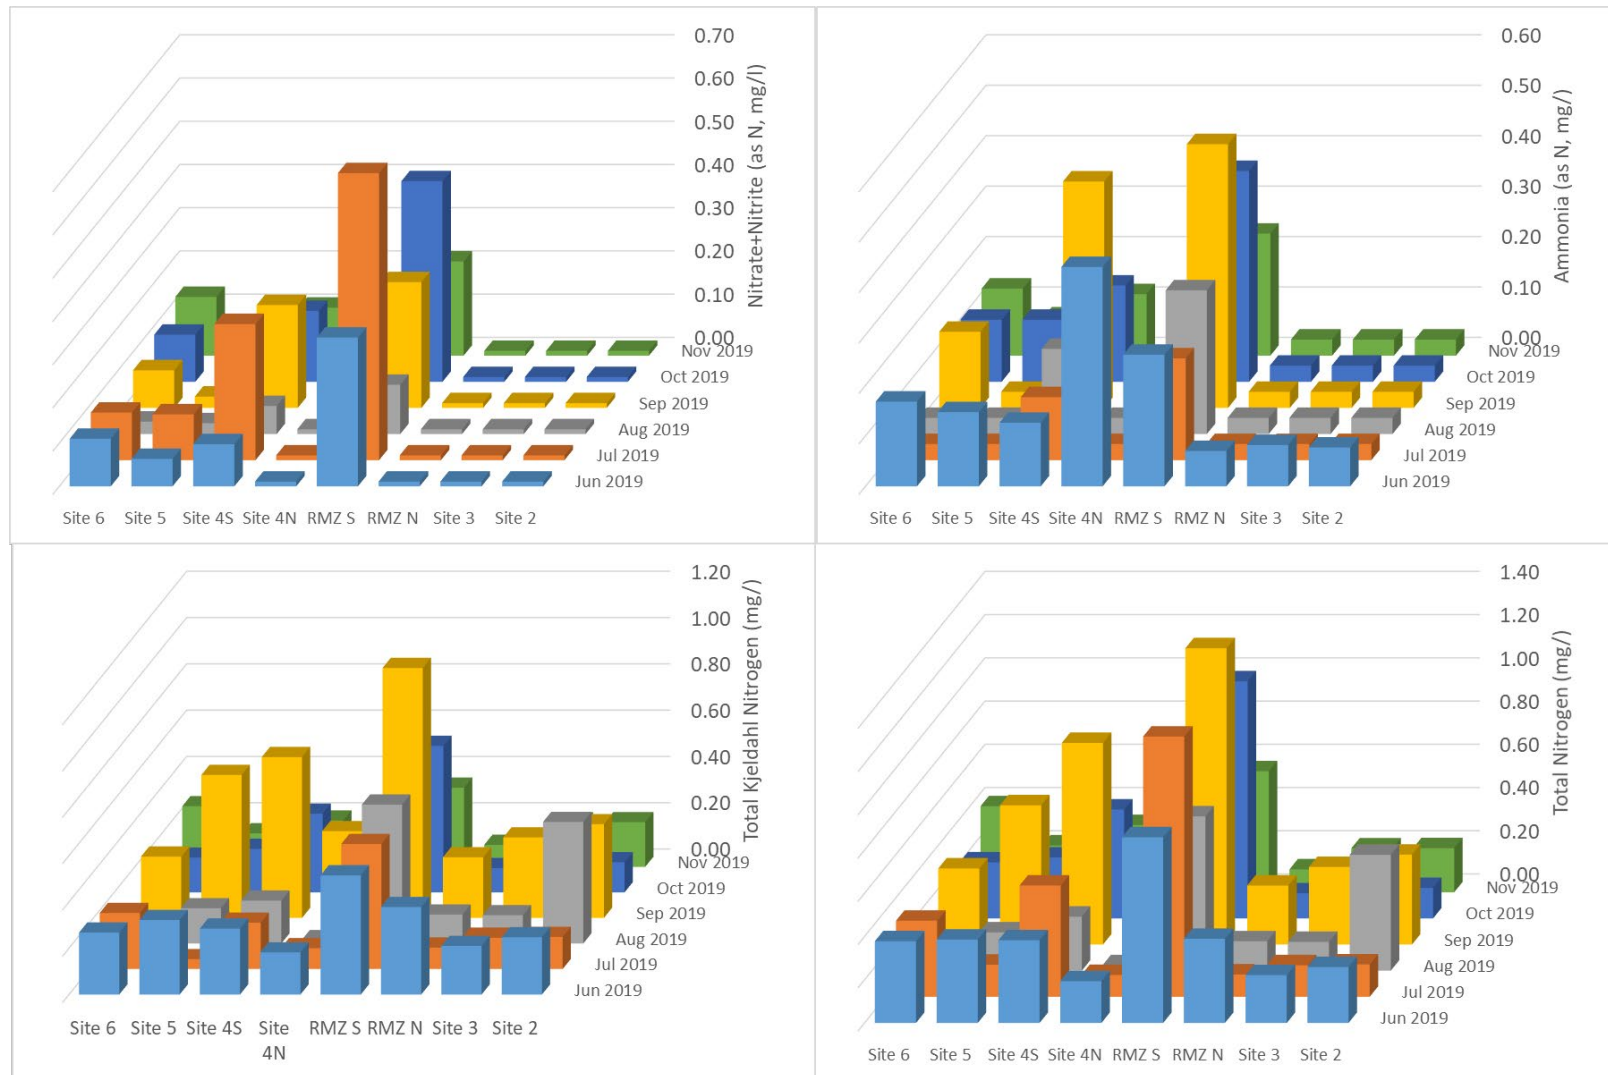 0.70
0.60
0.50
0.40
0.30
0.20
0.10
0.00
Nitrate+Nitrite (as N, mg/l)
Nov 2019
Oct 2019
Sep 2019
Aug 2019
Jul 2019
Jun 2019
Site 6 Site 5 Site 4S Site 4N RMZ S RMZ N Site 3 Site 2
0.60
0.50
0.40
0.30
0.20
0.10
0.00
Ammonia (as N, mg/)
Nov 2019
Oct 2019
Sep 2019
Aug 2019
Jul 2019
Jun 2019
Site 6 Site 5 Site 4S Site 4N RMZ S RMZ N Site 3 Site 2
1.20
1.00
0.80
0.60
0.40
0.20
0.00
Total Kjeldahl Nitrogen (mg/)
Nov 2019
Oct 2019
Sep 2019
Aug 2019
Jul 2019
Jun 2019
Site 6 Site 5 Site 4S Site RMZ S RMZ N Site 3 Site 2
4N
1.40
1.20
1.00
0.80
0.60
0.40
0.20
0.00
Total Nitrogen (mg/)
Nov 2019
Oct 2019
Sep 2019
Aug 2019
Jul 2019
Jun 2019
Site 6 Site 5 Site 4S Site 4N RMZ S RMZ N Site 3 Site 2